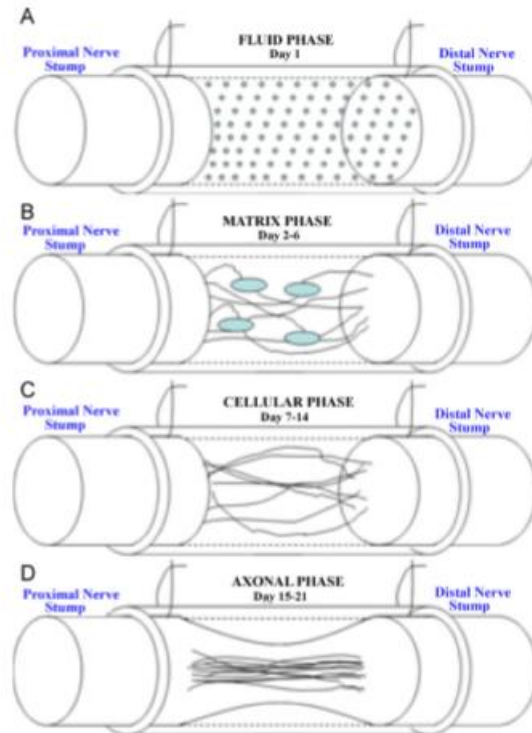 A
FLUID PHASE
Day 1
Proximal Nerve
Stump
Distal Nerve
Stump
B
MATRIX PHASE
Day 2-6
Proximal Nerve
Stump
Distal Nerve
Stump
C
CELLULAR PHASE
Day 7-14
Proximal Nerve
Stump
Distal Nerve
Stump
D
AXONAL PHASE
Day 15-21
Proximal Nerve
Stump
Distal Nerve
Stump